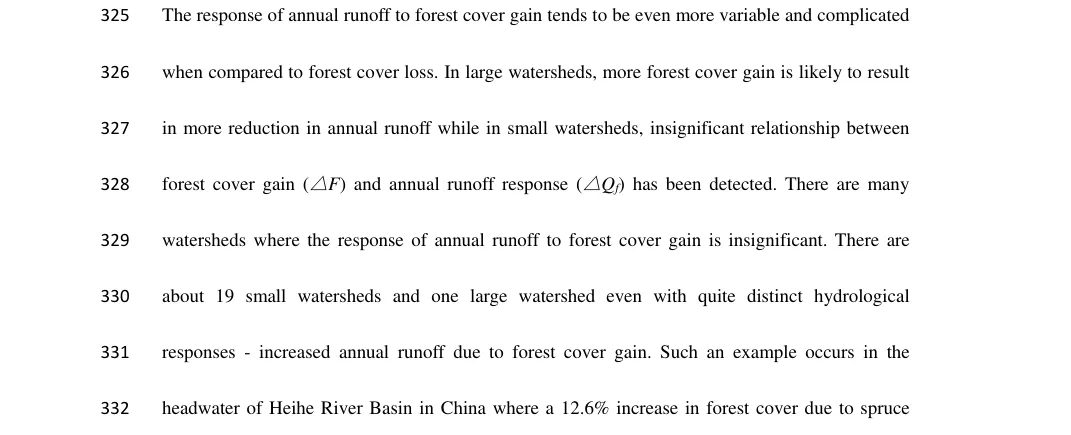 325 The response of annual runoff to forest cover gain tends to be even more variable and complicated
326 when compared to forest cover loss. In large watersheds, more forest cover gain is likely to result
327 in more reduction in annual runoff while in small watersheds, insignificant relationship between
328 forest cover gain (△F) and annual runoff response (△Qf) has been detected. There are many
329 watersheds where the response of annual runoff to forest cover gain is insignificant. There are
330 about 19 small watersheds and one large watershed even with quite distinct hydrological
331 responses - increased annual runoff due to forest cover gain. Such an example occurs in the
332 headwater of Heihe River Basin in China where a 12.6% increase in forest cover due to spruce